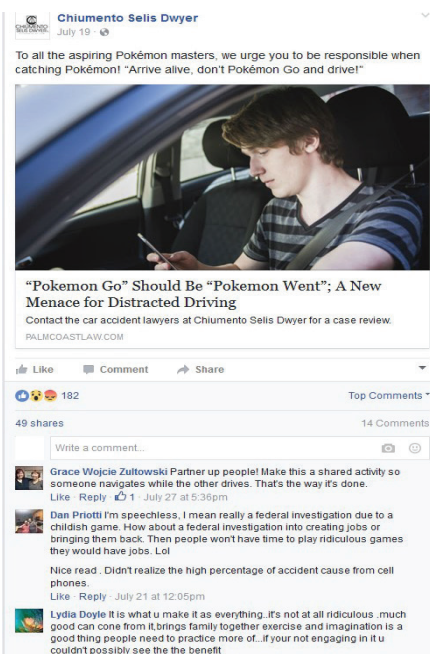 CHIUMENTO
SELIS DWYER
Chiumento Selis Dwyer
July 19 ·
To all the aspiring Pokémon masters, we urge you to be responsible when
catching Pokémon! "Arrive alive, don't Pokémon Go and drive!"
"Pokemon Go" Should Be "Pokemon Went"; A New
Menace for Distracted Driving
Contact the car accident lawyers at Chiumento Selis Dwyer for a case review.
PALMCOASTLAW.COM
Like Comment Share
182 Top Comments
49 shares 14 Comments
Write a comment...
Grace Wojcie Zultowski Partner up people! Make this a shared activity so
someone navigates while the other drives. That's the way it's done.
Like · Reply · 1 · July 27 at 5:36pm
Dan Priotti I'm speechless, I mean really a federal investigation due to a
childish game. How about a federal investigation into creating jobs or
bringing them back. Then people won't have time to play ridiculous games
they would have jobs. Lol
Nice read . Didn't realize the high percentage of accident cause from cell
phones.
Like · Reply · July 21 at 12:05pm
Lydia Doyle It is what u make it as everything..it's not at all ridiculous .much
good can cone from it,brings family together exercise and imagination is a
good thing people need to practice more of...if your not engaging in it u
couldn't possibly see the the benefit